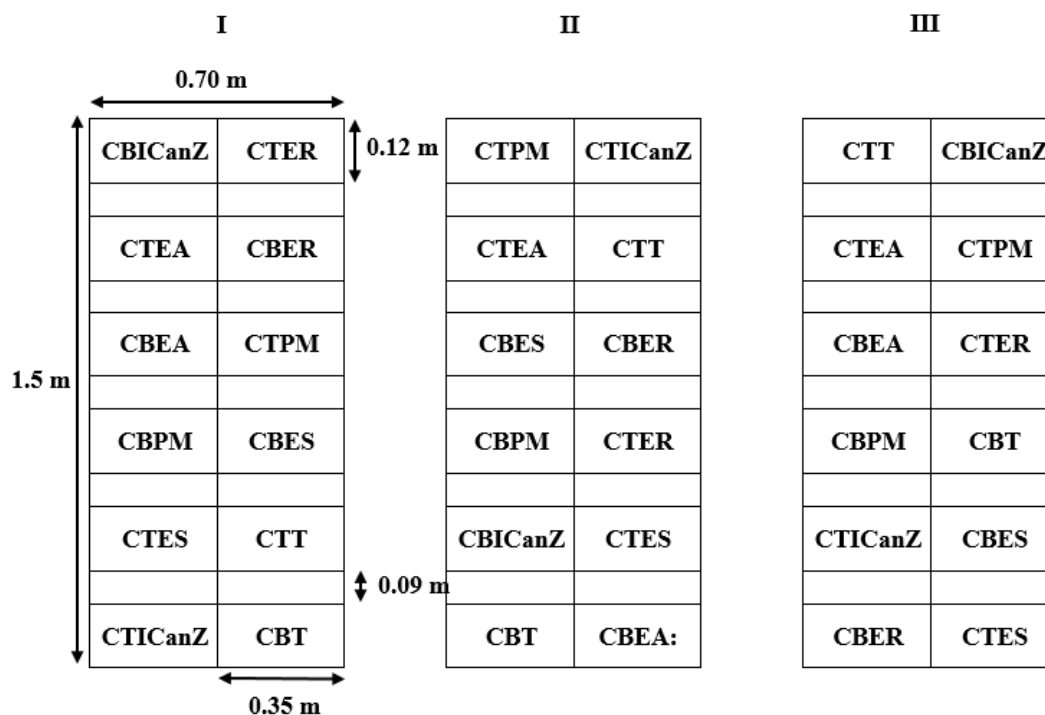 I II III
0.70 m
CBICanZ CTER 0.12 m CTPM CTICanZ CTT CBICanZ
CTEA CBER CTEA CTT CTEA CTPM
CBEA CTPM CBES CBER CBEA CTER
1.5 m
CBPM CBES CBPM CTER CBPM CBT
CTES CTT CBICanZ CTES CTICanZ CBES
0.09 m
CTICanZ CBT CBT CBEA: CBER CTES
0.35 m